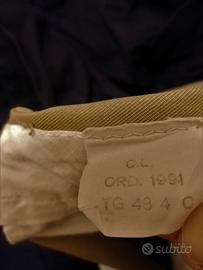 C.L.
ORD. 1991
TG 48 4 C
subito